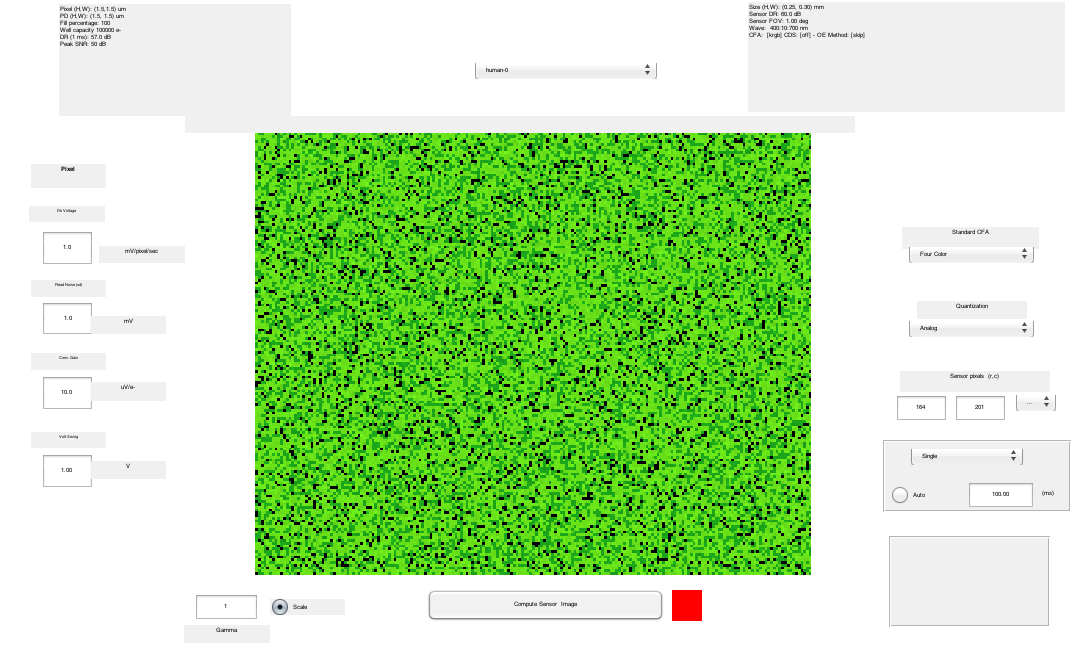 Pixel (H,W): (1.5,1.5) um
PD (H,W): (1.5, 1.5) um
Fill percentage: 100
Well capacity 100000 e-
DR (1 ms): 57.0 dB
Peak SNR: 50 dB
Size (H,W): (0.25, 0.30) mm
Sensor DR: 60.0 dB
Sensor FOV: 1.00 deg
Wave: 400:10:700 nm
CFA: [krgb] CDS: [off] - OE Method: [skip]
human-0
Pixel
Dk Voltage
1.0
mV/pixel/sec
Read Noise (sd)
1.0
mV
Conv. Gain
10.0
uV/e-
Volt Swing
1.00
V
Standard CFA
Four Color
Quantization
Analog
Sensor pixels (r,c)
164
201
...
Single
Auto
100.00
(ms)
1
Scale
Gamma
Compute Sensor Image